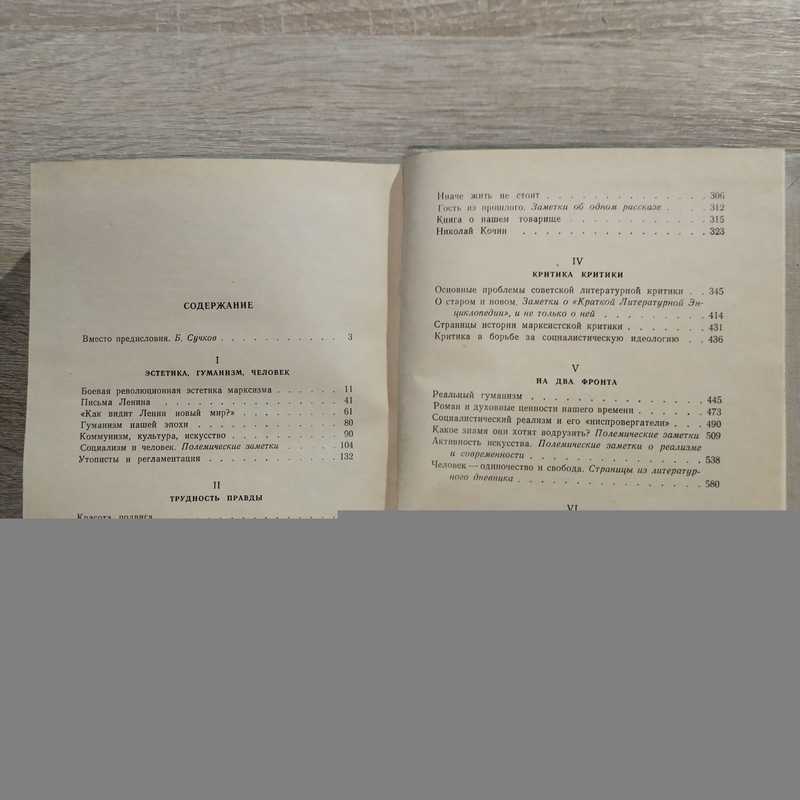 СОДЕРЖАНИЕ
Вместо предисловия. Б. Сучков . . . . . . . . . . . 3
I
ЭСТЕТИКА, ГУМАНИЗМ, ЧЕЛОВЕК
Боевая революционная эстетика марксизма . . . . . . 11
Письма Ленина . . . . . . . . . . . . . . . . 41
«Как видит Ленин новый мир?» . . . . . . . . . 61
Гуманизм нашей эпохи . . . . . . . . . . . . . 80
Коммунизм, культура, искусство . . . . . . . . . . 90
Социализм и человек. Полемические заметки . . . . . 104
Утописты и регламентация . . . . . . . . . . . . 132
II
ТРУДНОСТЬ ПРАВДЫ
Красота подвига . . . . . . . . . . . . . . .
Иначе жить не стоит . . . . . . . . . . . . . . 306
Гость из прошлого. Заметки об одном рассказе . . . 312
Книга о нашем товарище . . . . . . . . . . . . 315
Николай Кочин . . . . . . . . . . . . . . . . 323
IV
КРИТИКА КРИТИКИ
Основные проблемы советской литературной критики . . 345
О старом и новом. Заметки о «Краткой Литературной Эн-
циклопедии», и не только о ней . . . . . . . . 414
Страницы истории марксистской критики . . . . . . 431
Критика в борьбе за социалистическую идеологию . . 436
V
НА ДВА ФРОНТА
Реальный гуманизм . . . . . . . . . . . . . . . 445
Роман и духовные ценности нашего времени . . . . . 473
Социалистический реализм и его «ниспровергатели» . . . 490
Какое знамя они хотят водрузить? Полемические заметки 509
Активность искусства. Полемические заметки о реализме
и современности . . . . . . . . . . . . . . . 538
Человек — одиночество и свобода. Страницы из литератур-
ного дневника . . . . . . . . . . . . . . . . 580
VI